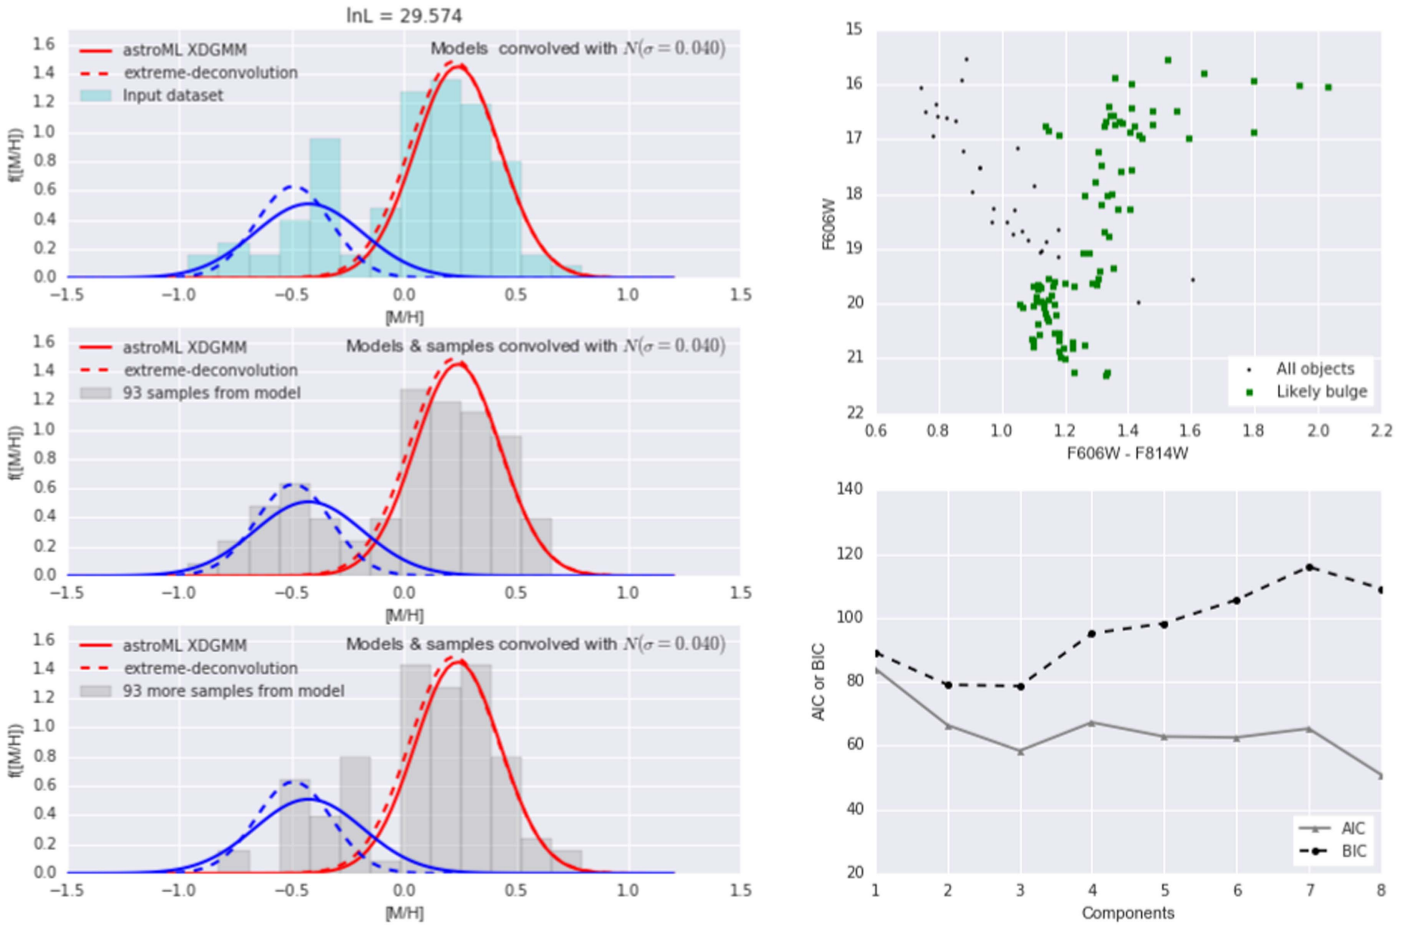 lnL = 29.574
1.6
1.4
1.2
1.0
0.8
0.6
0.4
0.2
0.0
f([M/H])
astroML XDGMM
extreme-deconvolution
Input dataset
Models convolved with N(σ = 0.040)
−1.5 −1.0 −0.5 0.0 0.5 1.0 1.5
[M/H]
1.6
1.4
1.2
1.0
0.8
0.6
0.4
0.2
0.0
f([M/H])
astroML XDGMM
extreme-deconvolution
93 samples from model
Models & samples convolved with N(σ = 0.040)
−1.5 −1.0 −0.5 0.0 0.5 1.0 1.5
[M/H]
1.6
1.4
1.2
1.0
0.8
0.6
0.4
0.2
0.0
f([M/H])
astroML XDGMM
extreme-deconvolution
93 more samples from model
Models & samples convolved with N(σ = 0.040)
−1.5 −1.0 −0.5 0.0 0.5 1.0 1.5
[M/H]
15
16
17
18
19
20
21
22
F606W
All objects
Likely bulge
0.6 0.8 1.0 1.2 1.4 1.6 1.8 2.0 2.2
F606W - F814W
140
120
100
80
60
40
20
AIC or BIC
AIC
BIC
1 2 3 4 5 6 7 8
Components